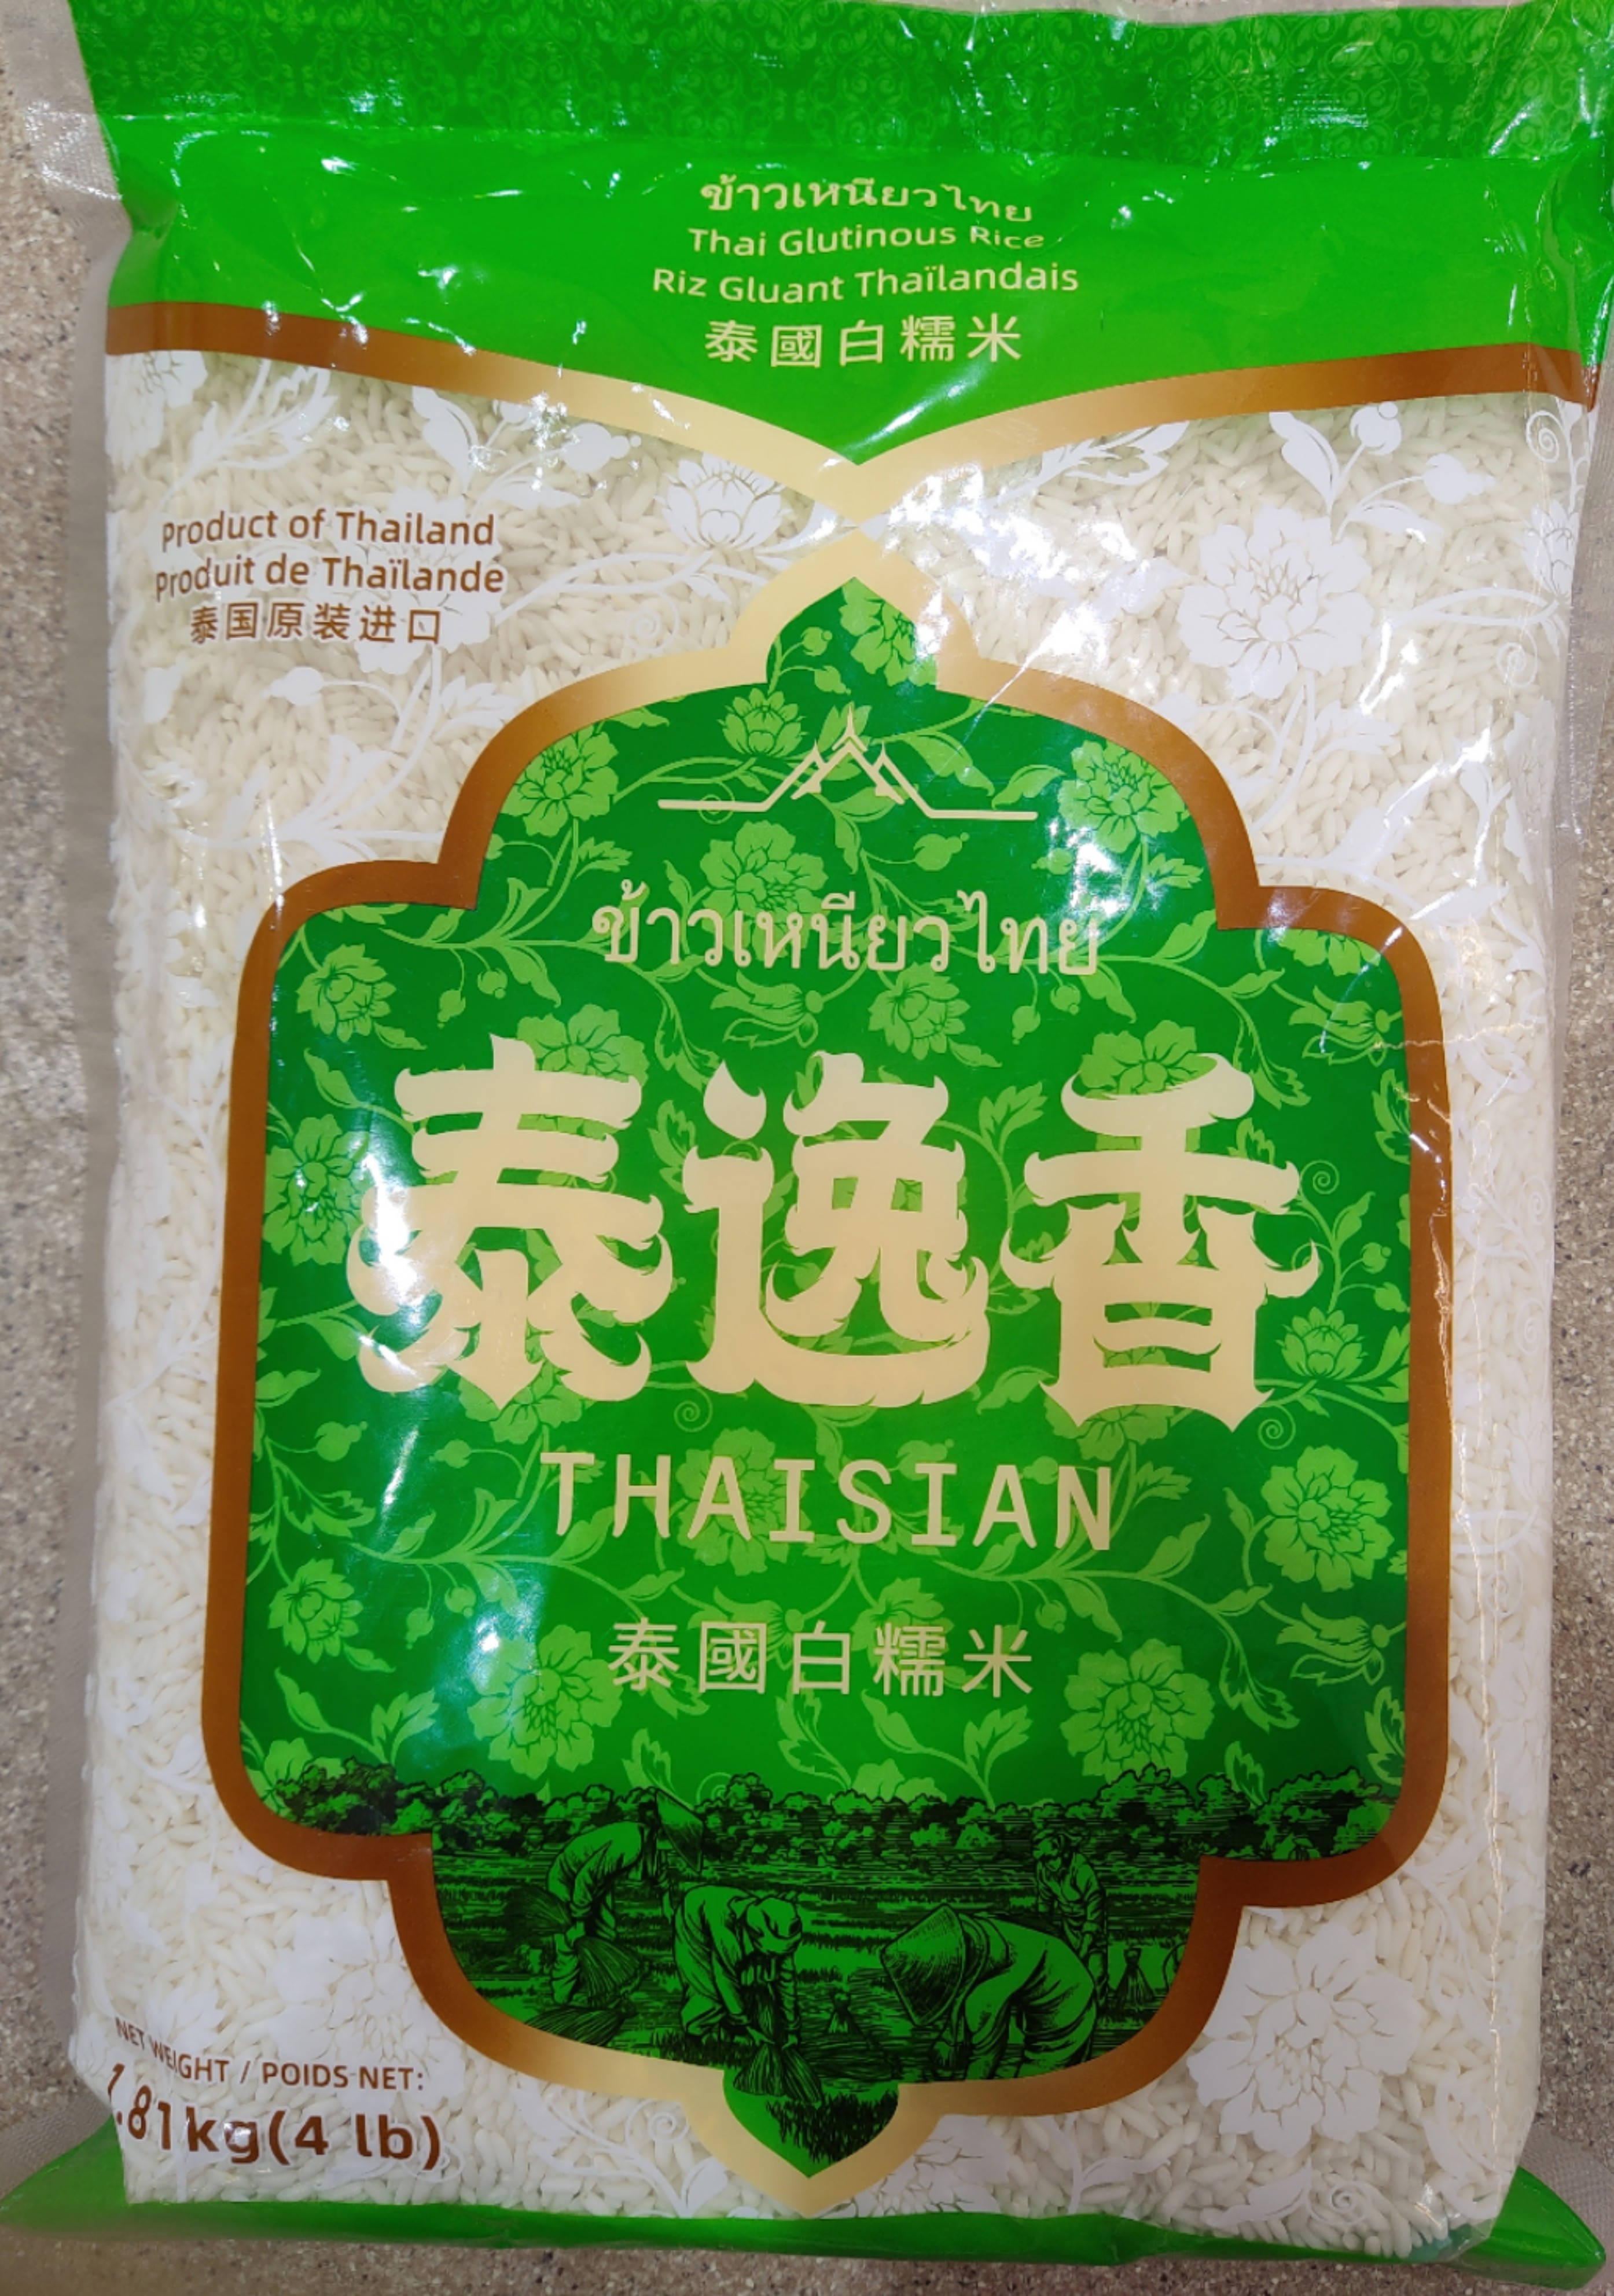 ข้าวเหนียวไทย
Thai Glutinous Rice
Riz Gluant Thaïlandais
泰國白糯米
Product of Thailand
Produit de Thaïlande
泰国原装进口
ข้าวเหนียวไทย
泰逸香
THAISIAN
泰國白糯米
NET WEIGHT / POIDS NET:
1.81kg(4 lb)